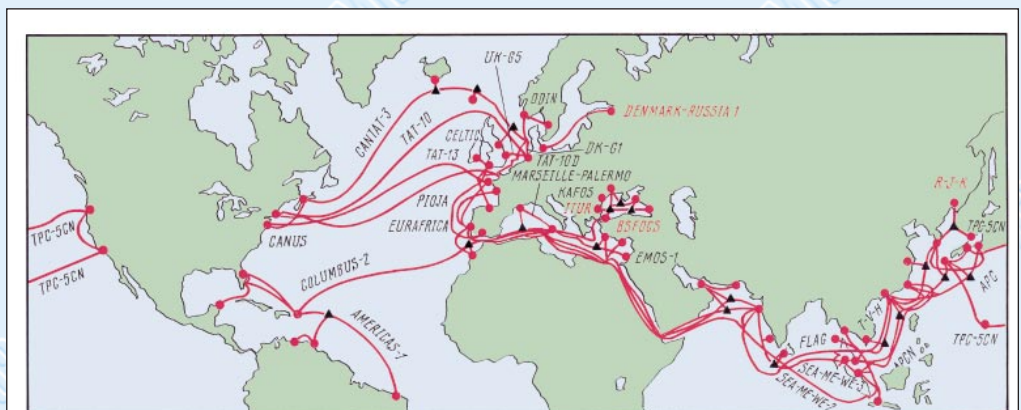 UK-G5
ODIN
DENMARK-RUSSIA 1
CANTAT-3
TAT-10
CELTIC
DK-G1
TAT-13
TAT-10D
MARSEILLE-PALERMO
KAFOS
R-J-K
PIOJA
ITUR
TPC-5CN
EURAFRICA
BSFOCS
TPC-5CN
CANUS
EMOS-1
TPC-5CN
COLUMBUS-2
APC
T-V-H
AMERICAS-1
FLAG
APCN
TPC-5CN
SEA-ME-WE-3
SEA-ME-WE-2